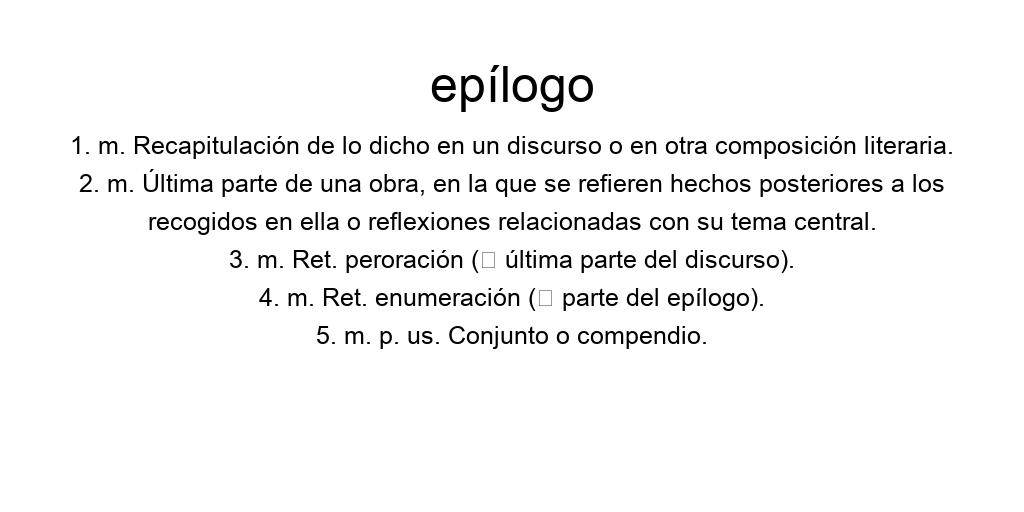 epílogo
1. m. Recapitulación de lo dicho en un discurso o en otra composición literaria.
2. m. Última parte de una obra, en la que se refieren hechos posteriores a los
recogidos en ella o reflexiones relacionadas con su tema central.
3. m. Ret. peroración (□ última parte del discurso).
4. m. Ret. enumeración (□ parte del epílogo).
5. m. p. us. Conjunto o compendio.